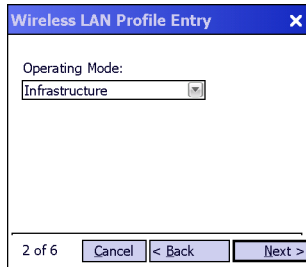 Wireless LAN Profile Entry
Operating Mode:
Infrastructure
2 of 6 Cancel < Back Next >